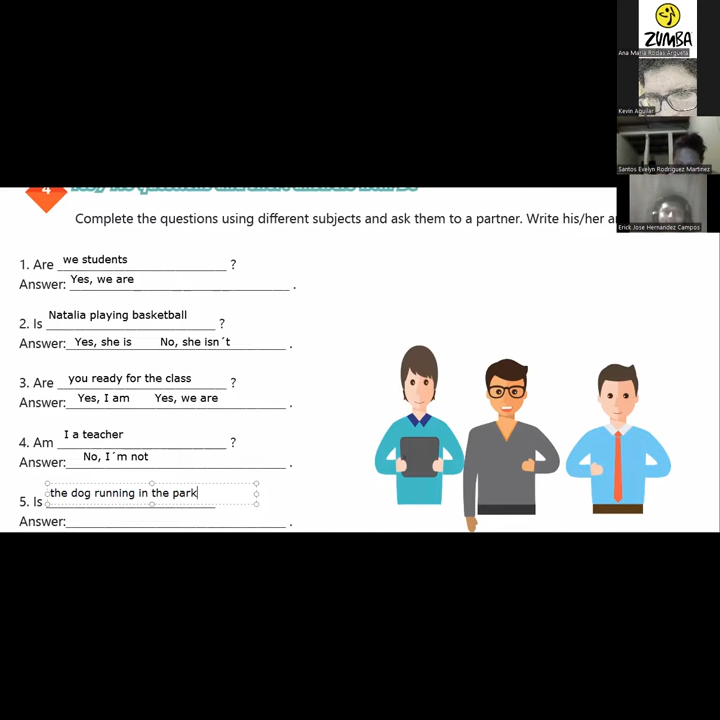 ZUMBA
Ana María Rodas Argueta
Kevin Aguilar
Santos Evelyn Rodriguez Martinez
Erick Jose Hernandez Campos
4
Complete the questions using different subjects and ask them to a partner. Write his/her
1. Are we students ?
Answer: Yes, we are .
2. Is Natalia playing basketball ?
Answer: Yes, she is No, she isn´t .
3. Are you ready for the class ?
Answer: Yes, I am Yes, we are .
4. Am I a teacher ?
Answer: No, I´m not .
5. Is the dog running in the park
Answer: .